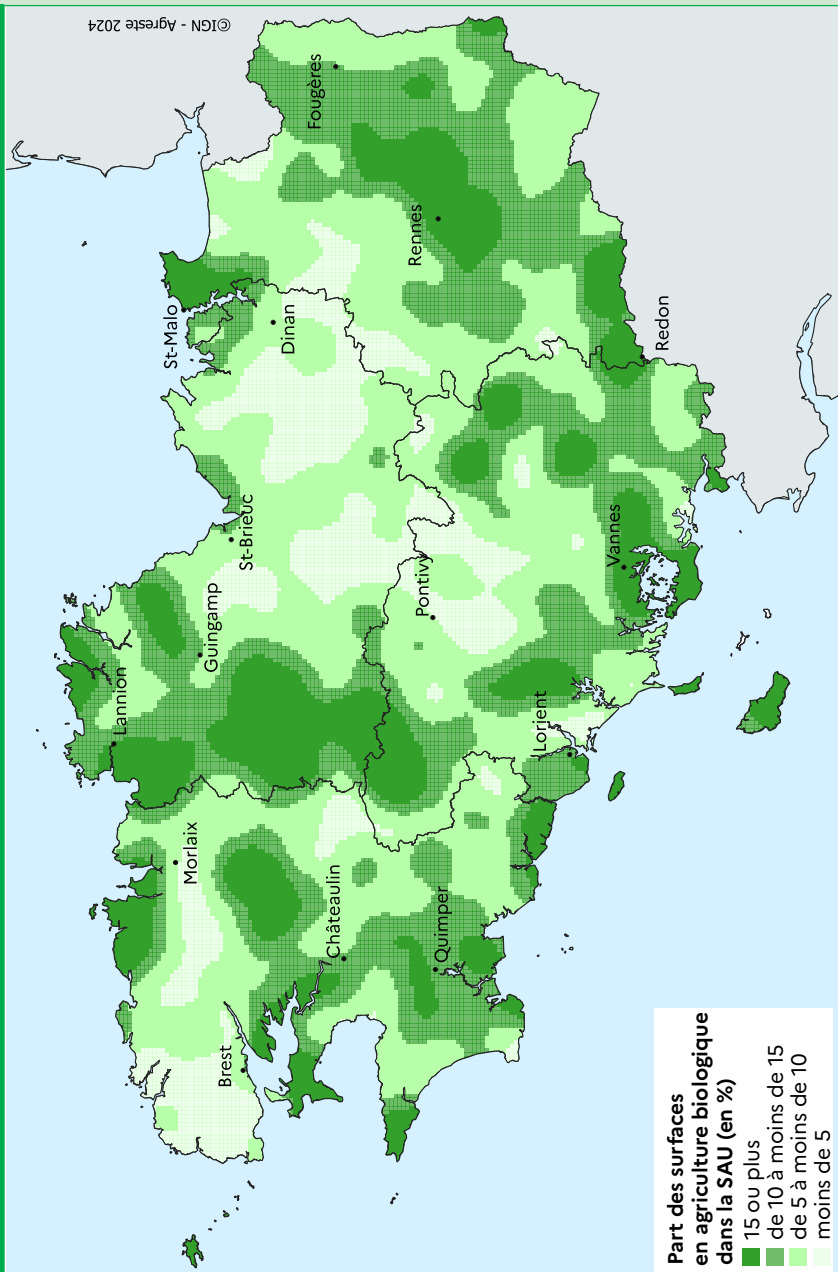 ©IGN - Agreste 2024
Fougères
Rennes
St-Malo
Dinan
Redon
St-Brieuc
Guingamp
Pontivy
Vannes
Lannion
Lorient
Morlaix
Châteaulin
Quimper
Brest
Part des surfaces
en agriculture biologique
dans la SAU (en %)
15 ou plus
de 10 à moins de 15
de 5 à moins de 10
moins de 5